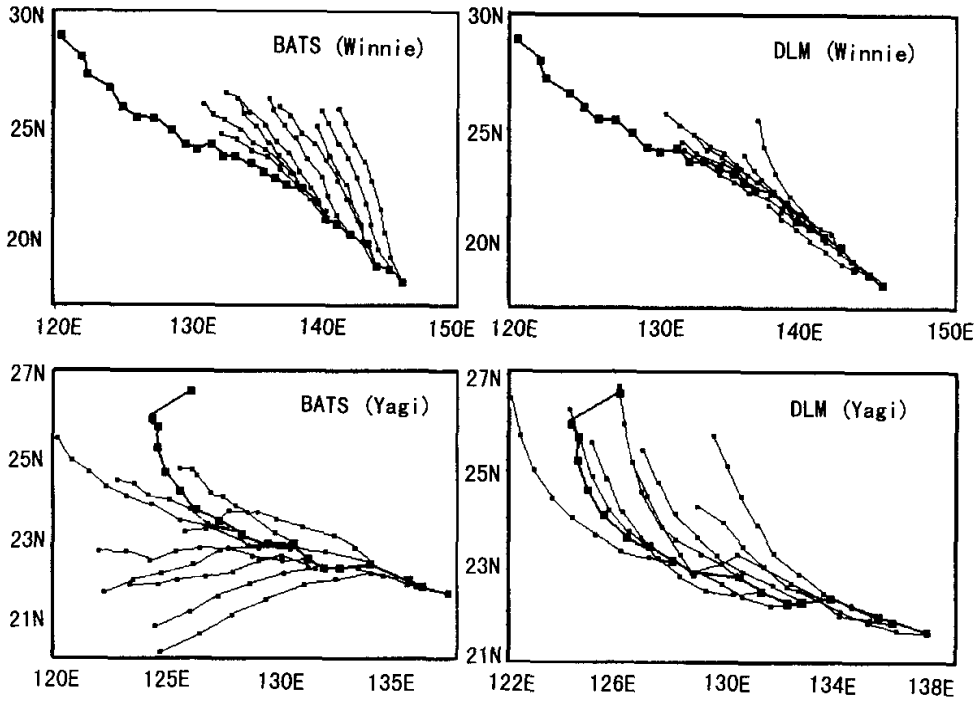 30N
BATS (Winnie)
25N
20N
120E 130E 140E 150E
30N
DLM (Winnie)
25N
20N
120E 130E 140E 150E
27N
BATS (Yagi)
25N
23N
21N
120E 125E 130E 135E
27N
DLM (Yagi)
25N
23N
21N
122E 126E 130E 134E 138E